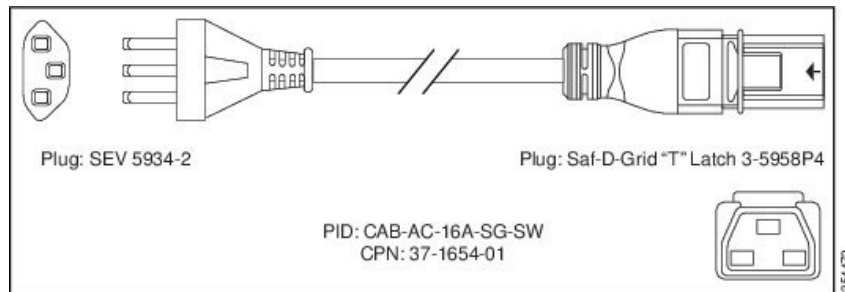 Plug: SEV 5934-2
Plug: Saf-D-Grid “T” Latch 3-5958P4
PID: CAB-AC-16A-SG-SW
CPN: 37-1654-01